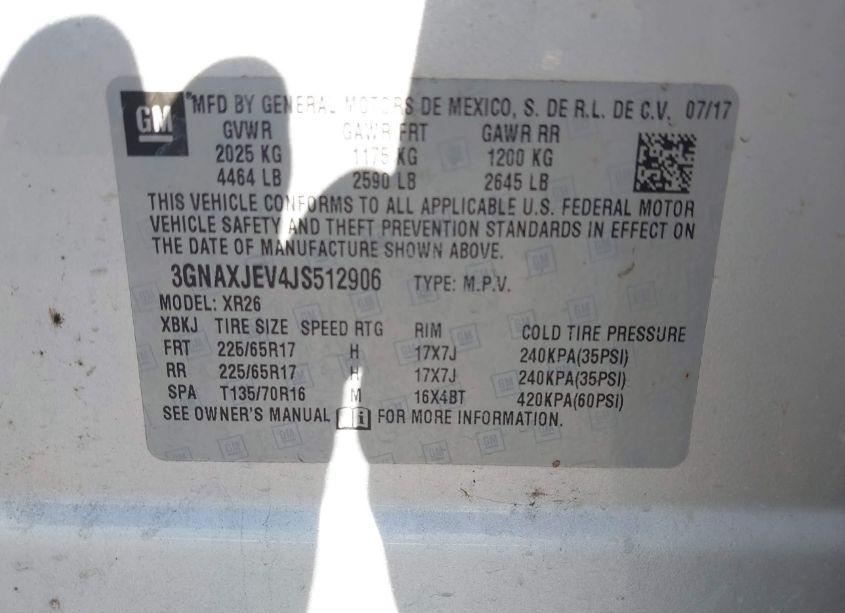 GM
MFD BY GENERAL MOTORS DE MEXICO, S. DE R.L. DE C.V. 07/17
GVWR GAWR FRT GAWR RR
2025 KG 1175 KG 1200 KG
4464 LB 2590 LB 2645 LB
THIS VEHICLE CONFORMS TO ALL APPLICABLE U.S. FEDERAL MOTOR
VEHICLE SAFETY AND THEFT PREVENTION STANDARDS IN EFFECT ON
THE DATE OF MANUFACTURE SHOWN ABOVE.
3GNAXJEV4JS512906 TYPE: M.P.V.
MODEL: XR26
XBKJ TIRE SIZE SPEED RTG RIM COLD TIRE PRESSURE
FRT 225/65R17 H 17X7J 240KPA(35PSI)
RR 225/65R17 H 17X7J 240KPA(35PSI)
SPA T135/70R16 M 16X4BT 420KPA(60PSI)
SEE OWNER'S MANUAL FOR MORE INFORMATION.